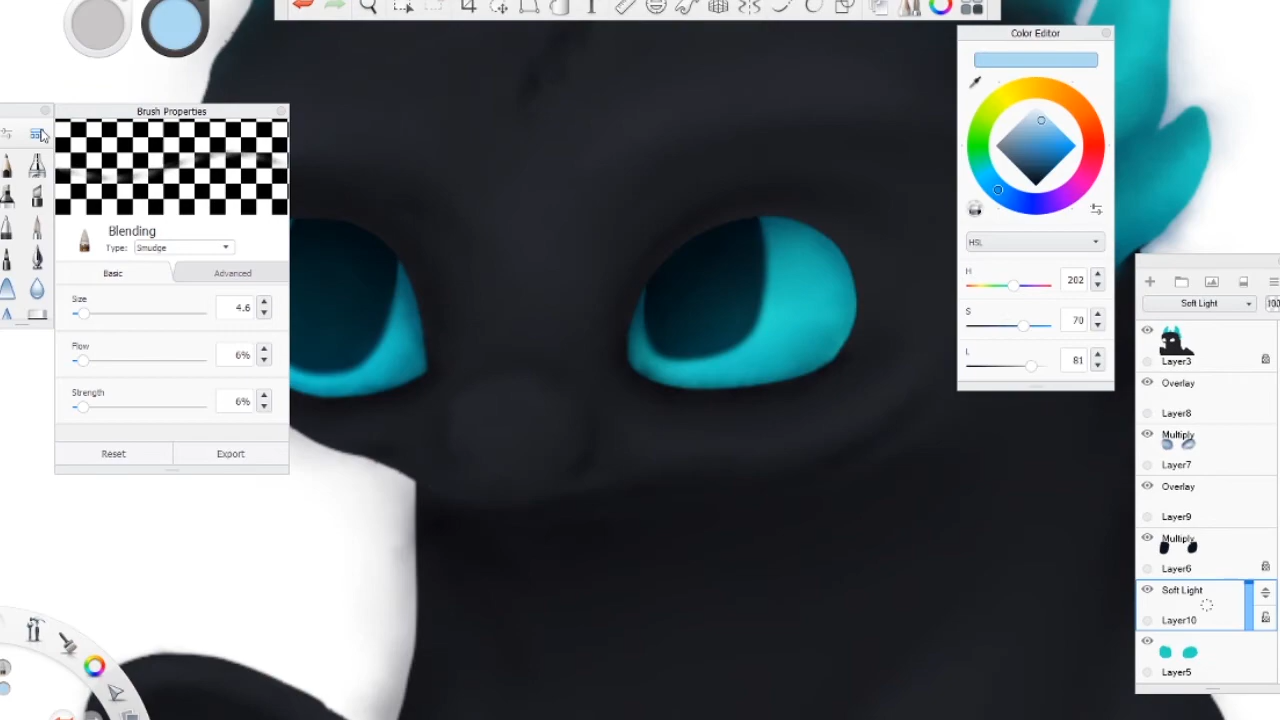 Color Editor
Brush Properties
Blending
Type: Smudge
Basic
Advanced
Size
4.6
Flow
6%
Strength
6%
Reset
Export
HSL
H
202
S
70
L
81
Soft Light
100
Layer3
Overlay
Layer8
Multiply
Layer7
Overlay
Layer9
Multiply
Layer6
Soft Light
Layer10
Layer5